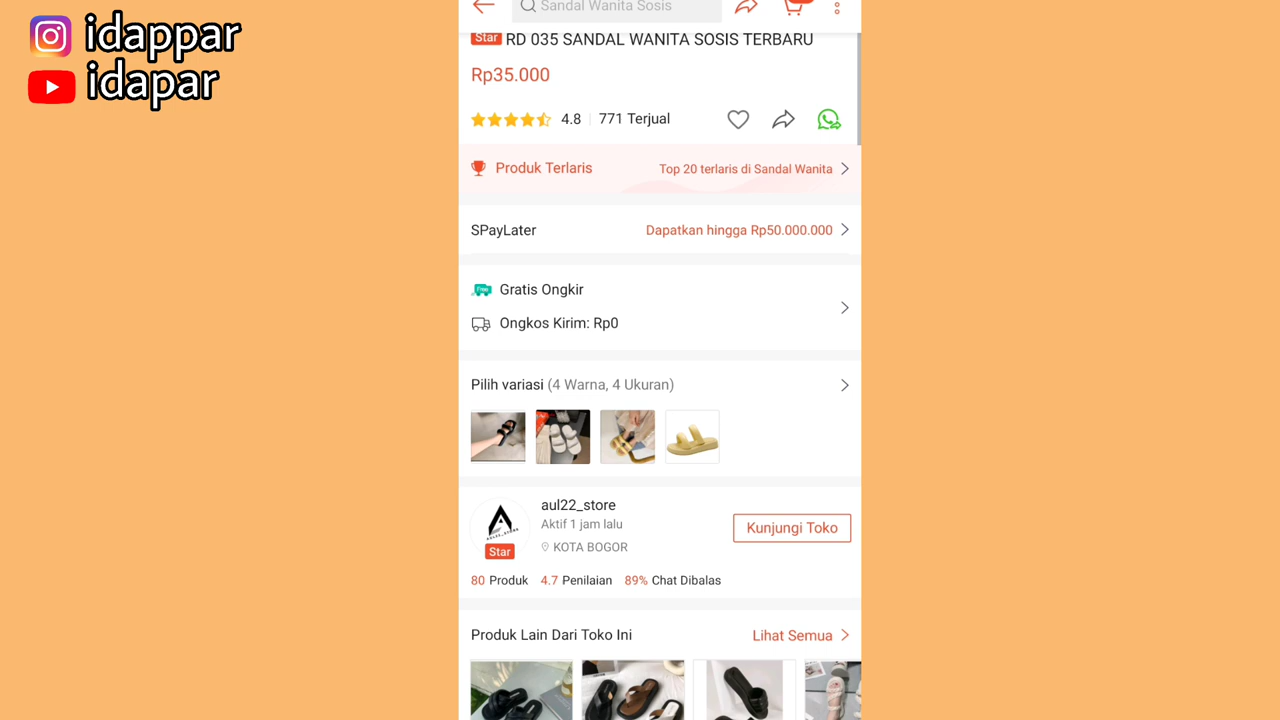 idappar
idapar
Sandal Wanita Sosis
Star RD 035 SANDAL WANITA SOSIS TERBARU
Rp35.000
4.8 771 Terjual
Produk Terlaris Top 20 terlaris di Sandal Wanita
SPayLater Dapatkan hingga Rp50.000.000
Free Gratis Ongkir
Ongkos Kirim: Rp0
Pilih variasi (4 Warna, 4 Ukuran)
aul22_store
Aktif 1 jam lalu
Kunjungi Toko
KOTA BOGOR
Star
80 Produk 4.7 Penilaian 89% Chat Dibalas
Produk Lain Dari Toko Ini Lihat Semua